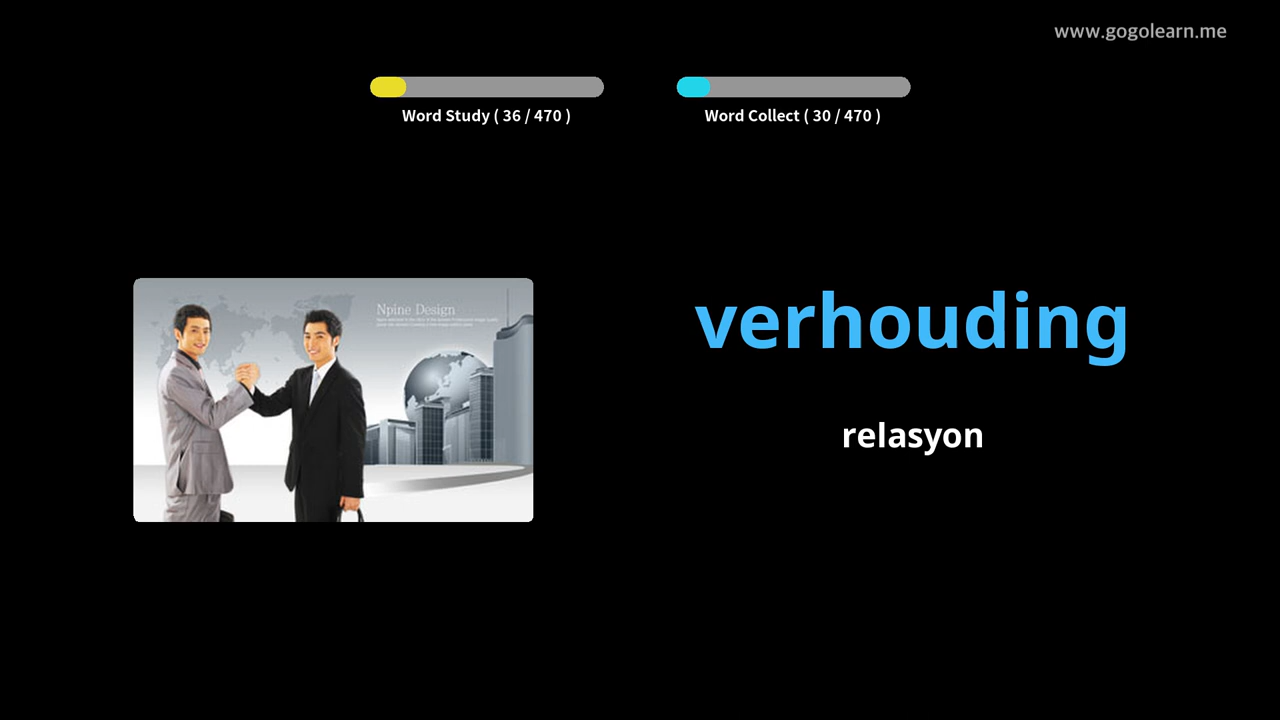 www.gogolearn.me
Word Study ( 36 / 470 )
Word Collect ( 30 / 470 )
Npine Design
verhouding
relasyon